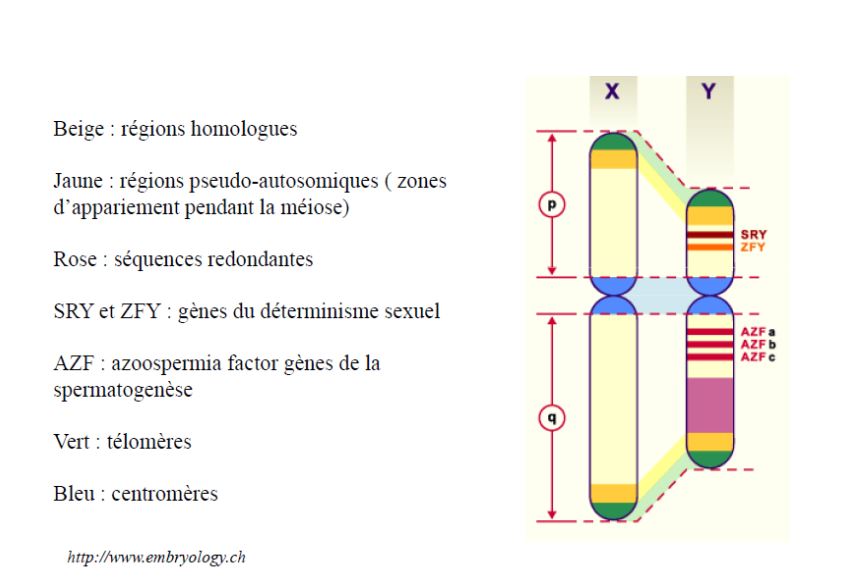 Beige : régions homologues
Jaune : régions pseudo-autosomiques ( zones
d’appariement pendant la méiose)
Rose : séquences redondantes
SRY et ZFY : gènes du déterminisme sexuel
AZF : azoospermia factor gènes de la
spermatogenèse
Vert : télomères
Bleu : centromères
http://www.embryology.ch
X Y
p
SRY
ZFY
AZF a
AZF b
AZF c
q